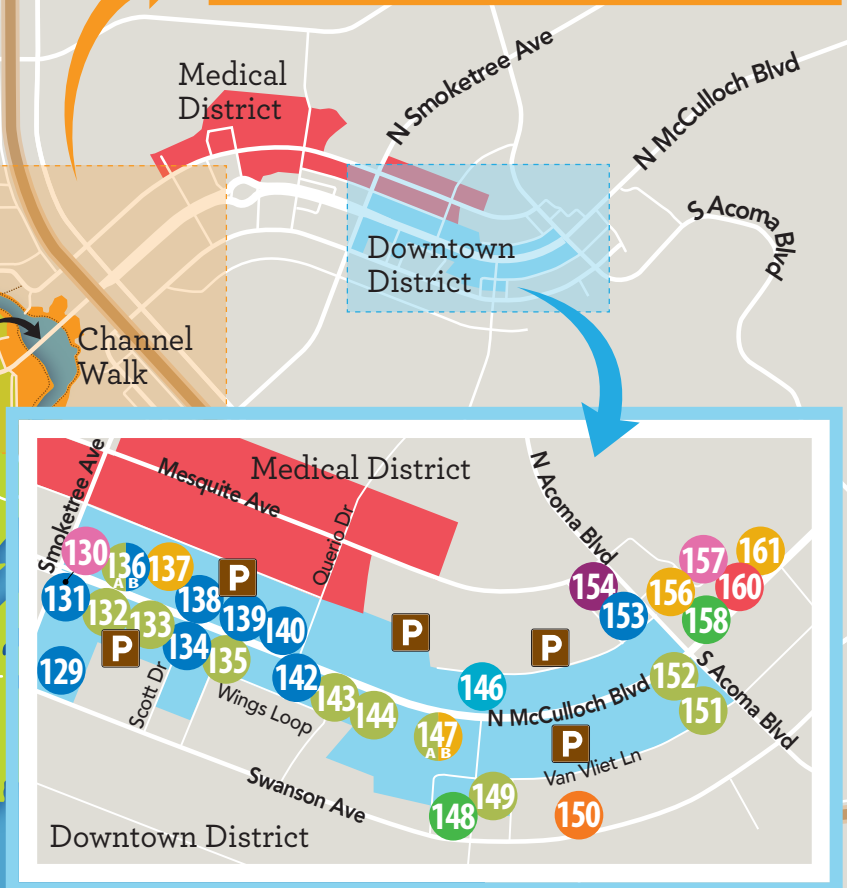 Medical
District
N Smoketree Ave
N McCulloch Blvd
S Acoma Blvd
Downtown
District
Channel
Walk
Medical District
Mesquite Ave
Smoketree Ave
Querio Dr
N Acoma Blvd
130
136
A B
137
P
131
132
133
138
139
140
P
P
P
154
153
157
161
156
160
158
129
134
135
142
143
144
146
N McCulloch Blvd
152
151
S Acoma Blvd
Scott Dr
Wings Loop
147
A B
P
Van Vliet Ln
Swanson Ave
148
149
150
Downtown District